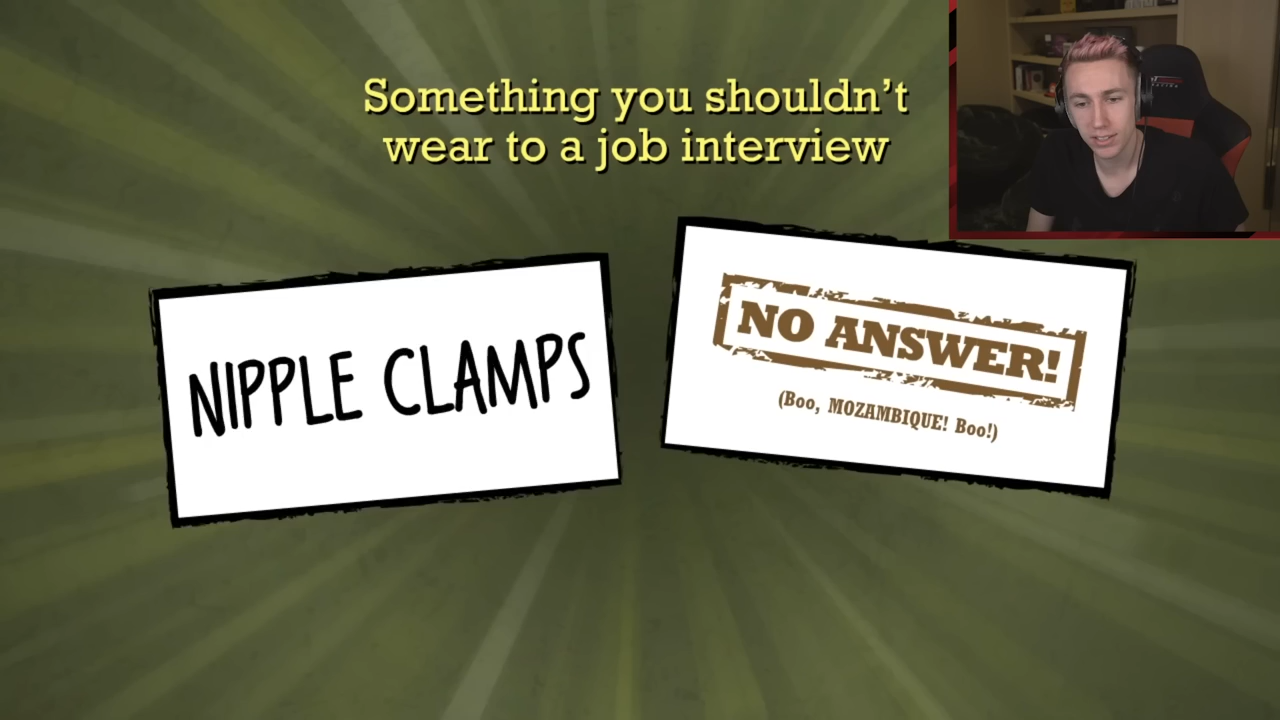 Something you shouldn't
wear to a job interview
NIPPLE CLAMPS
NO ANSWER!
(Boo, MOZAMBIQUE! Boo!)